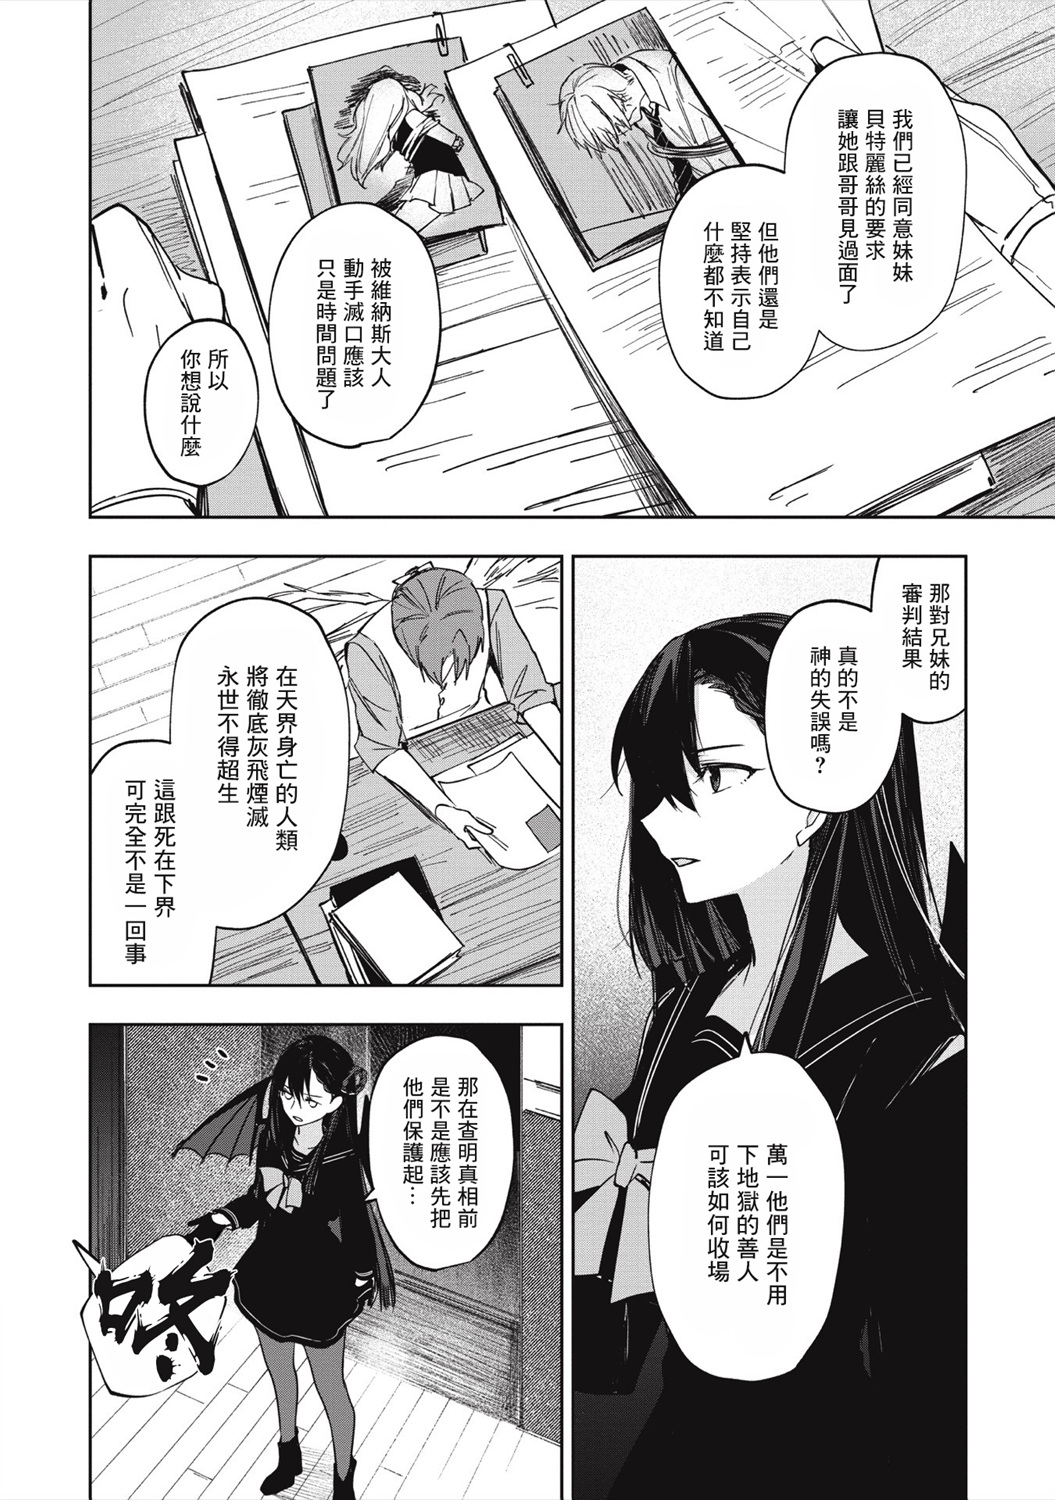 我們已經同意妹妹
貝特麗絲的要求
讓她跟哥哥見過面了
但他們還是
堅持表示自己
什麼都不知道
被維納斯大人
動手滅口應該
只是時間問題了
所以
你想說什麼
那對兄妹的
審判結果
真的不是
神的失誤嗎？
萬一他們是不用
下地獄的善人
可該如何收場
在天界身亡的人類
將徹底灰飛煙滅
永世不得超生
這跟死在下界
可完全不是一回事
那在查明真相前
是不是應該先把
他們保護起…